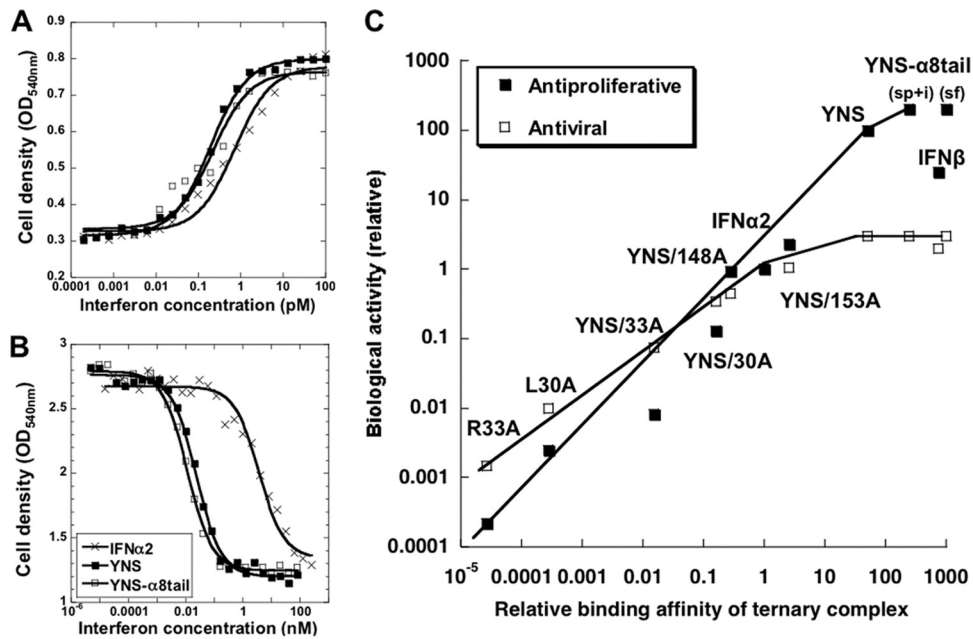 A
Cell density (OD540nm)
0.9
0.8
0.7
0.6
0.5
0.4
0.3
0.2
0.0001 0.001 0.01 0.1 1 10 100
Interferon concentration (pM)
B
Cell density (OD540nm)
3
2.5
2
1.5
1
IFNα2
YNS
YNS-α8tail
10-6 0.0001 0.01 1 100
Interferon concentration (nM)
C
Biological activity (relative)
1000
100
10
1
0.1
0.01
0.001
0.0001
Antiproliferative
Antiviral
YNS-α8tail
(sp+i) (sf)
YNS
IFNβ
IFNα2
YNS/148A
YNS/153A
YNS/33A
YNS/30A
L30A
R33A
10-5 0.0001 0.001 0.01 0.1 1 10 100 1000
Relative binding affinity of ternary complex